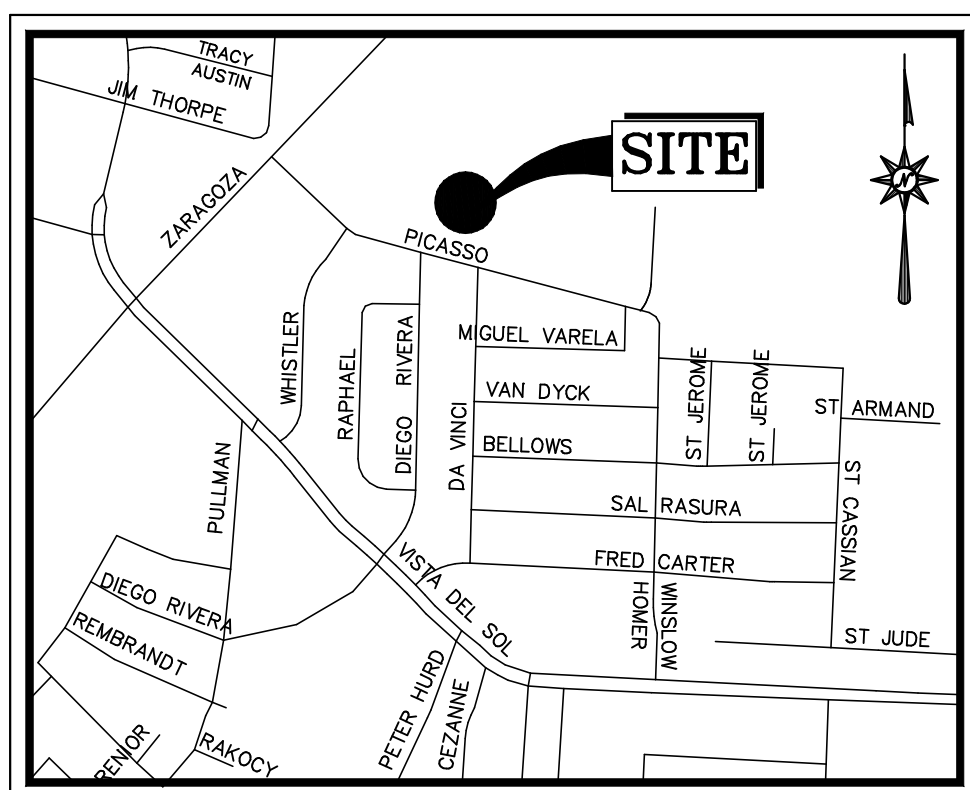 TRACY
AUSTIN
JIM THORPE
SITE
ZARAGOZA
N
PICASSO
WHISTLER
RAPHAEL
DIEGO RIVERA
MIGUEL VARELA
VAN DYCK
ST JEROME
ST JEROME
ST ARMAND
DA VINCI
BELLOWS
PULLMAN
SAL RASURA
ST CASSIAN
FRED CARTER
VISTA DEL SOL
DIEGO RIVERA
WINSLOW
HOMER
REMBRANDT
ST JUDE
PETER HURD
CEZANNE
RENIOR
RAKOCY